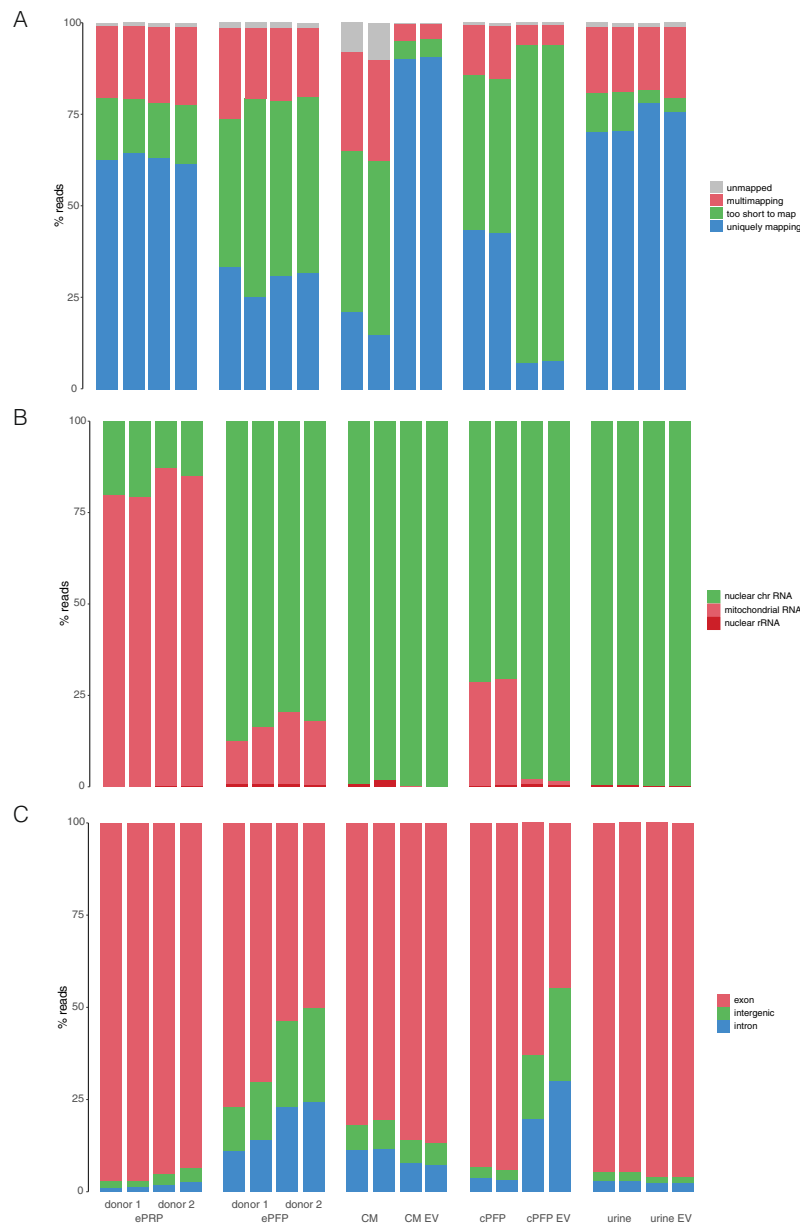 A
100
75
50
25
0
% reads
unmapped
multimapping
too short to map
uniquely mapping
B
100
75
50
25
0
% reads
nuclear chr RNA
mitochondrial RNA
nuclear rRNA
C
100
75
50
25
0
% reads
exon
intergenic
intron
donor 1 donor 2 donor 1 donor 2
ePRP ePFP CM CM EV cPFP cPFP EV urine urine EV